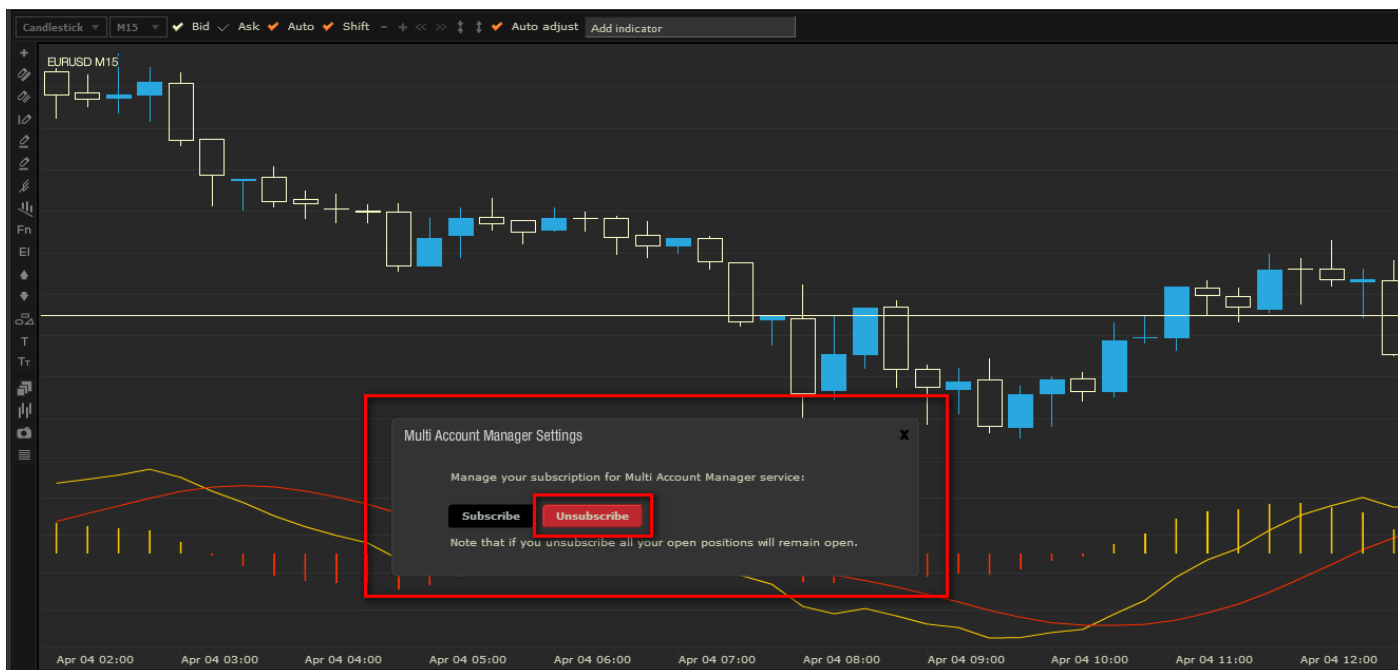 Candlestick M15 Bid Ask Auto Shift Auto adjust Add indicator
EURUSD M15
Fn
El
T
TT
Multi Account Manager Settings X
Manage your subscription for Multi Account Manager service:
Subscribe Unsubscribe
Note that if you unsubscribe all your open positions will remain open.
Apr 04 02:00 Apr 04 03:00 Apr 04 04:00 Apr 04 05:00 Apr 04 06:00 Apr 04 07:00 Apr 04 08:00 Apr 04 09:00 Apr 04 10:00 Apr 04 11:00 Apr 04 12:00